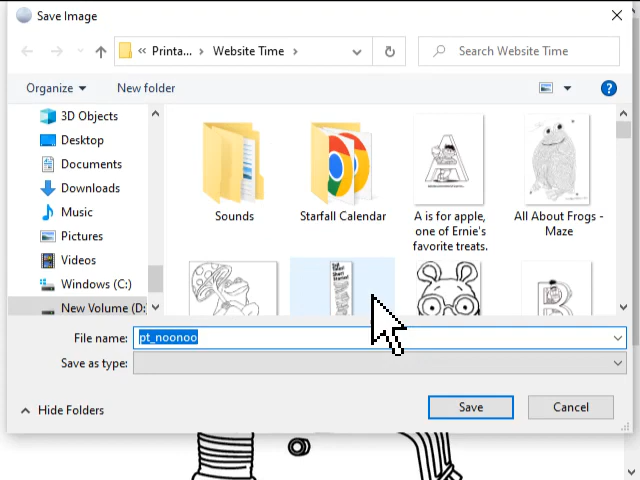 Save Image
Printa...
Website Time
Search Website Time
Organize
New folder
3D Objects
Desktop
Documents
Downloads
Music
Pictures
Videos
Windows (C:)
New Volume (D:
Sounds
Starfall Calendar
A is for apple,
one of Ernie's
favorite treats.
All About Frogs -
Maze
File name:
pt_noonoo
Save as type:
Hide Folders
Save
Cancel